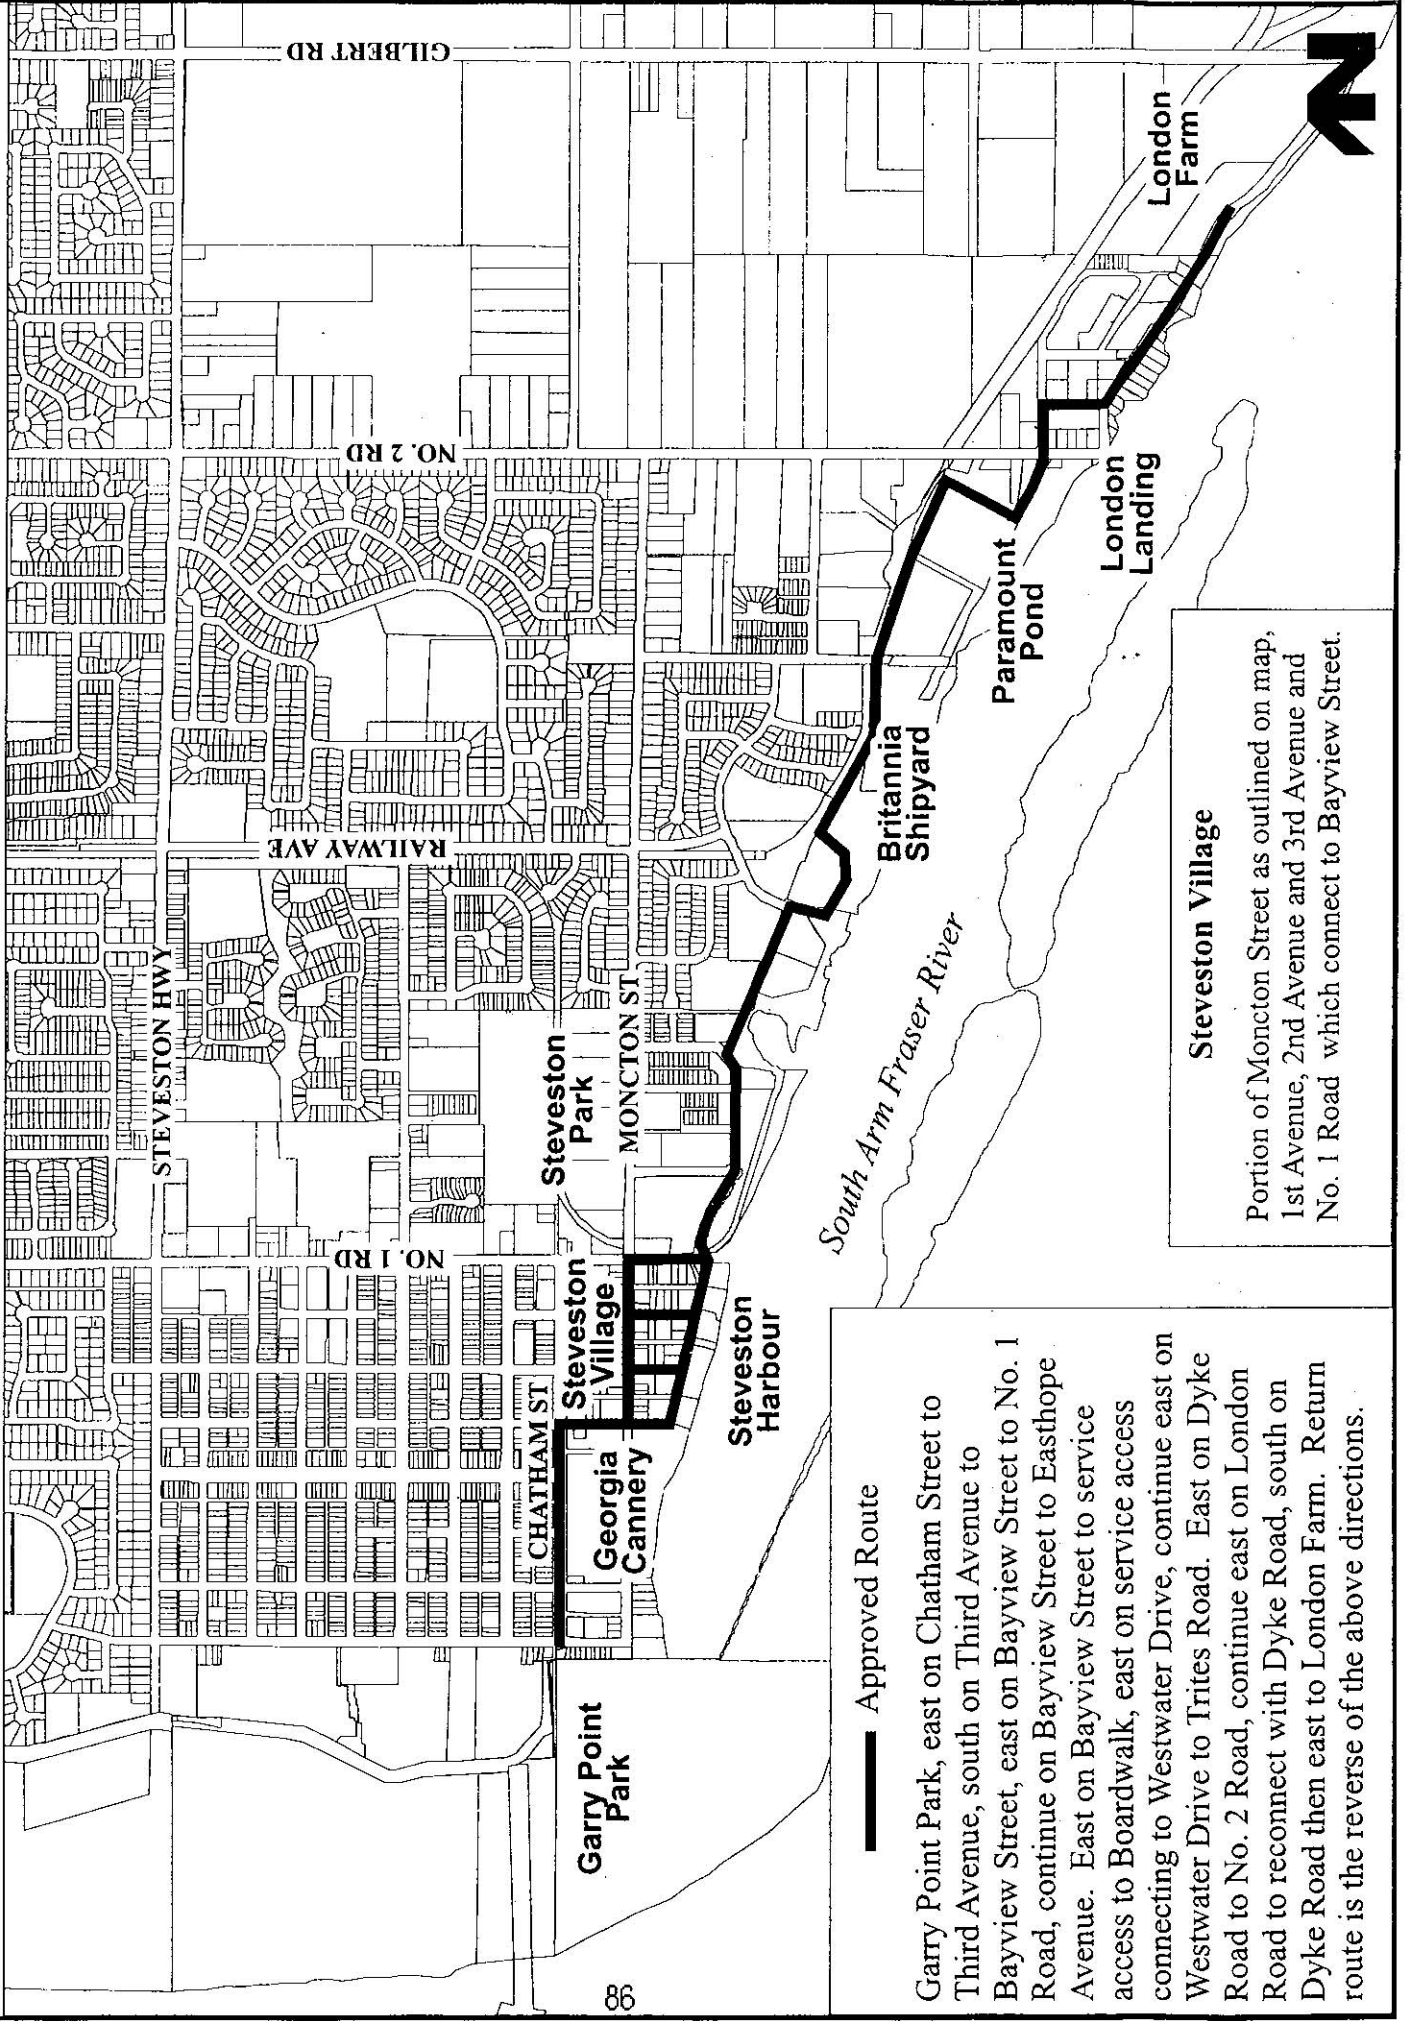 GILBERT RD
NO. 2 RD
RAILWAY AVE
NO. 1 RD
STEVESTON HWY
MONCTON ST
CHATHAM ST
Steveston
Park
Steveston
Village
Georgia
Cannery
Garry Point
Park
Steveston
Harbour
South Arm Fraser River
Britannia
Shipyard
Paramount
Pond
London
Landing
London
Farm
N
Approved Route
Garry Point Park, east on Chatham Street to
Third Avenue, south on Third Avenue to
Bayview Street, east on Bayview Street to No. 1
Road, continue on Bayview Street to Easthope
Avenue. East on Bayview Street to service
access to Boardwalk, east on service access
connecting to Westwater Drive, continue east on
Westwater Drive to Trites Road. East on Dyke
Road to No. 2 Road, continue east on London
Road to reconnect with Dyke Road, south on
Dyke Road then east to London Farm. Return
route is the reverse of the above directions.
Steveston Village
Portion of Moncton Street as outlined on map,
1st Avenue, 2nd Avenue and 3rd Avenue and
No. 1 Road which connect to Bayview Street.
86